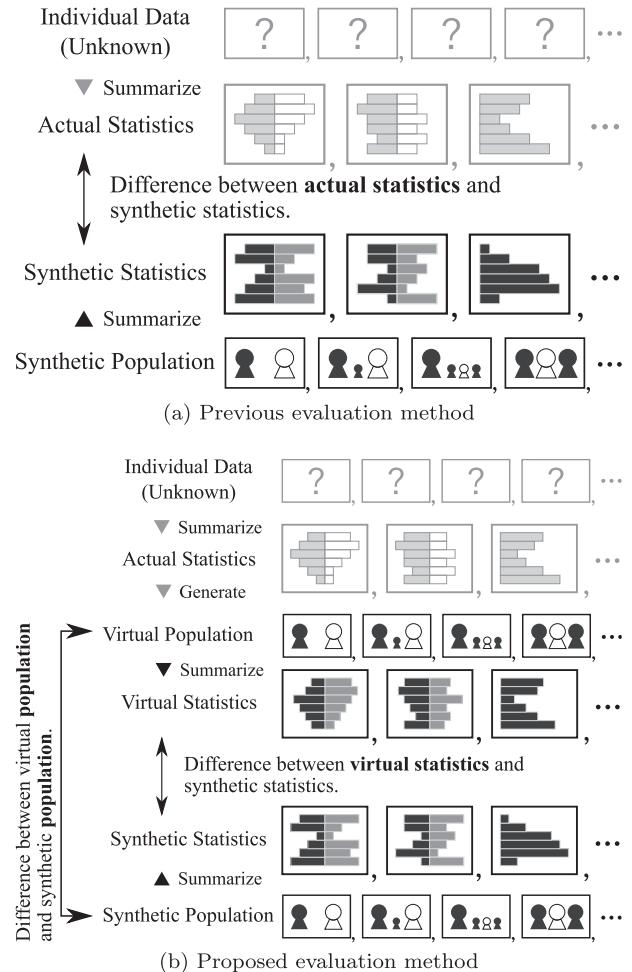 Individual Data
(Unknown)
? , ? , ? , ? , ...
Summarize
Actual Statistics
, , , ...
Difference between actual statistics and
synthetic statistics.
Synthetic Statistics
, , , ...
Summarize
Synthetic Population
, , , , ...
(a) Previous evaluation method
Individual Data
(Unknown)
? , ? , ? , ? , ...
Summarize
Actual Statistics
, , , ...
Generate
Virtual Population
, , , , ...
Summarize
Virtual Statistics
, , , ...
Difference between virtual population
and synthetic population.
Difference between virtual statistics and
synthetic statistics.
Synthetic Statistics
, , , ...
Summarize
Synthetic Population
, , , , ...
(b) Proposed evaluation method